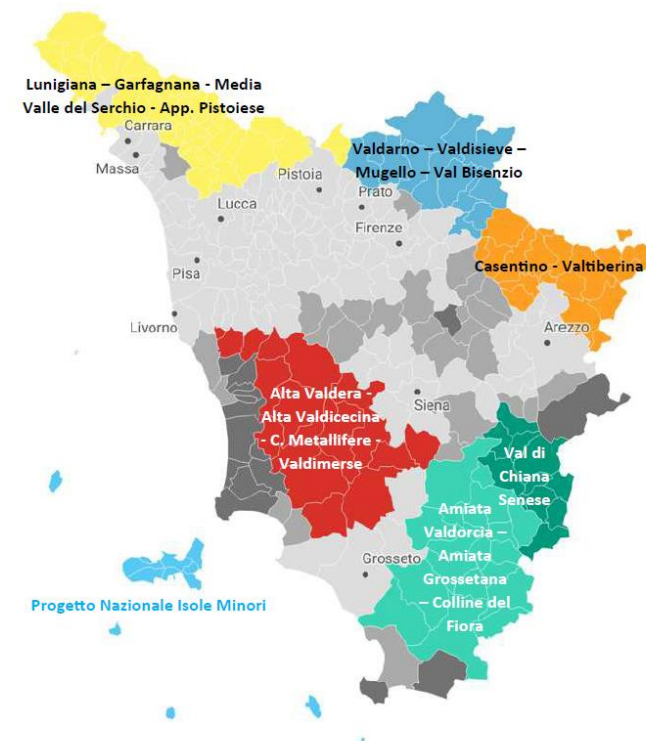 Lunigiana – Garfagnana - Media
Valle del Serchio - App. Pistoiese
Carrara
Massa
Pistoia
Lucca
Valdarno – Valdisieve –
Mugello – Val Bisenzio
Prato
Firenze
Casentino - Valtiberina
Pisa
Livorno
Arezzo
Siena
Alta Valdera -
Alta Valdicecina
- C. Metallifere -
Valdimerse
Val di
Chiana
Senese
Amiata
Valdorcia –
Amiata
Grossetana
– Colline del
Fiora
Grosseto
Progetto Nazionale Isole Minori